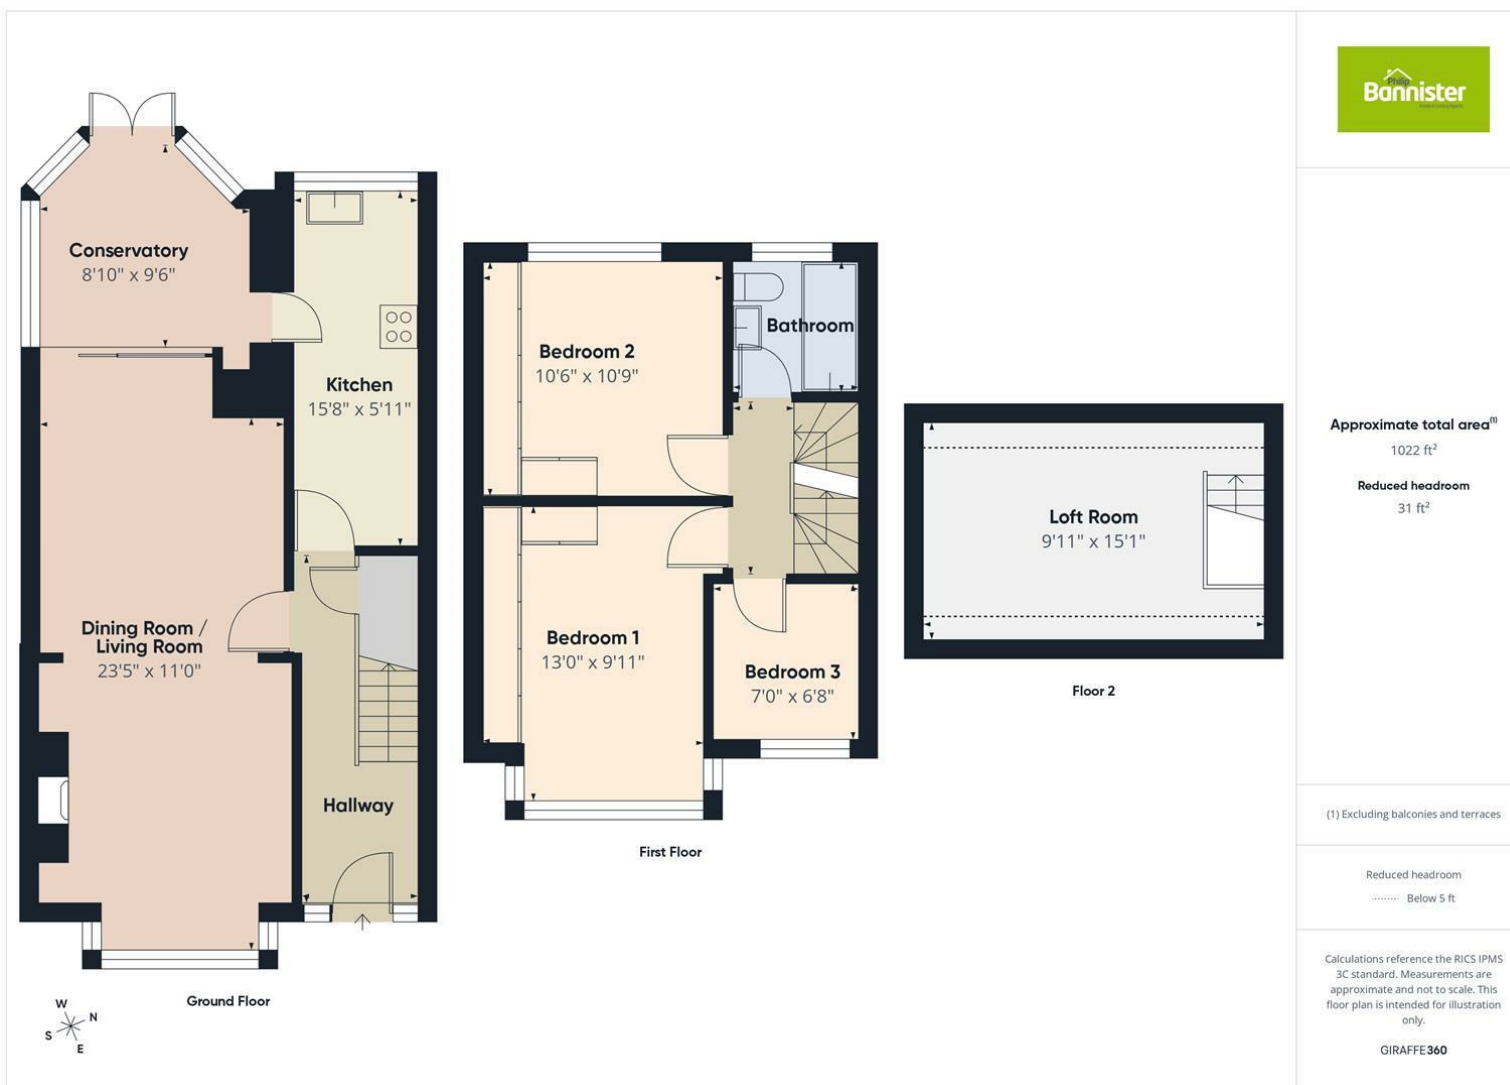 Conservatory
8'10" x 9'6"
Kitchen
15'8" x 5'11"
Dining Room /
Living Room
23'5" x 11'0"
Hallway
Ground Floor
W
N
S
E
Bedroom 2
10'6" x 10'9"
Bathroom
Bedroom 1
13'0" x 9'11"
Bedroom 3
7'0" x 6'8"
First Floor
Loft Room
9'11" x 15'1"
Floor 2
Philip
Bannister
Approximate total area(1)
1022 ft²
Reduced headroom
31 ft²
(1) Excluding balconies and terraces
Reduced headroom
Below 5 ft
Calculations reference the RICS IPMS
3C standard. Measurements are
approximate and not to scale. This
floor plan is intended for illustration
only.
GIRAFFE360